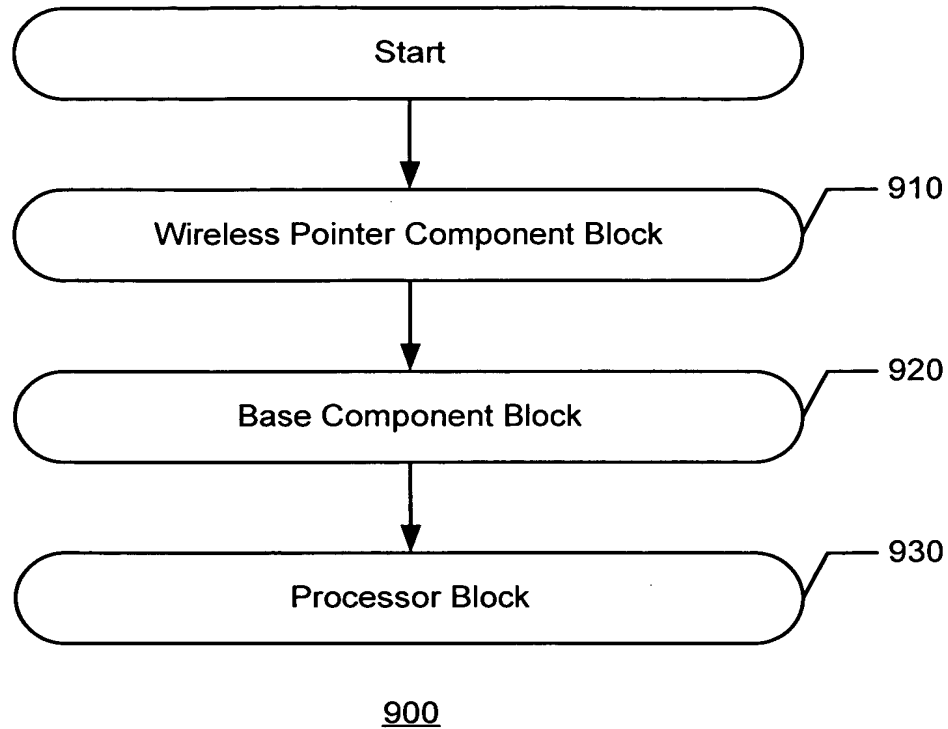 Start
910
Wireless Pointer Component Block
920
Base Component Block
930
Processor Block
900